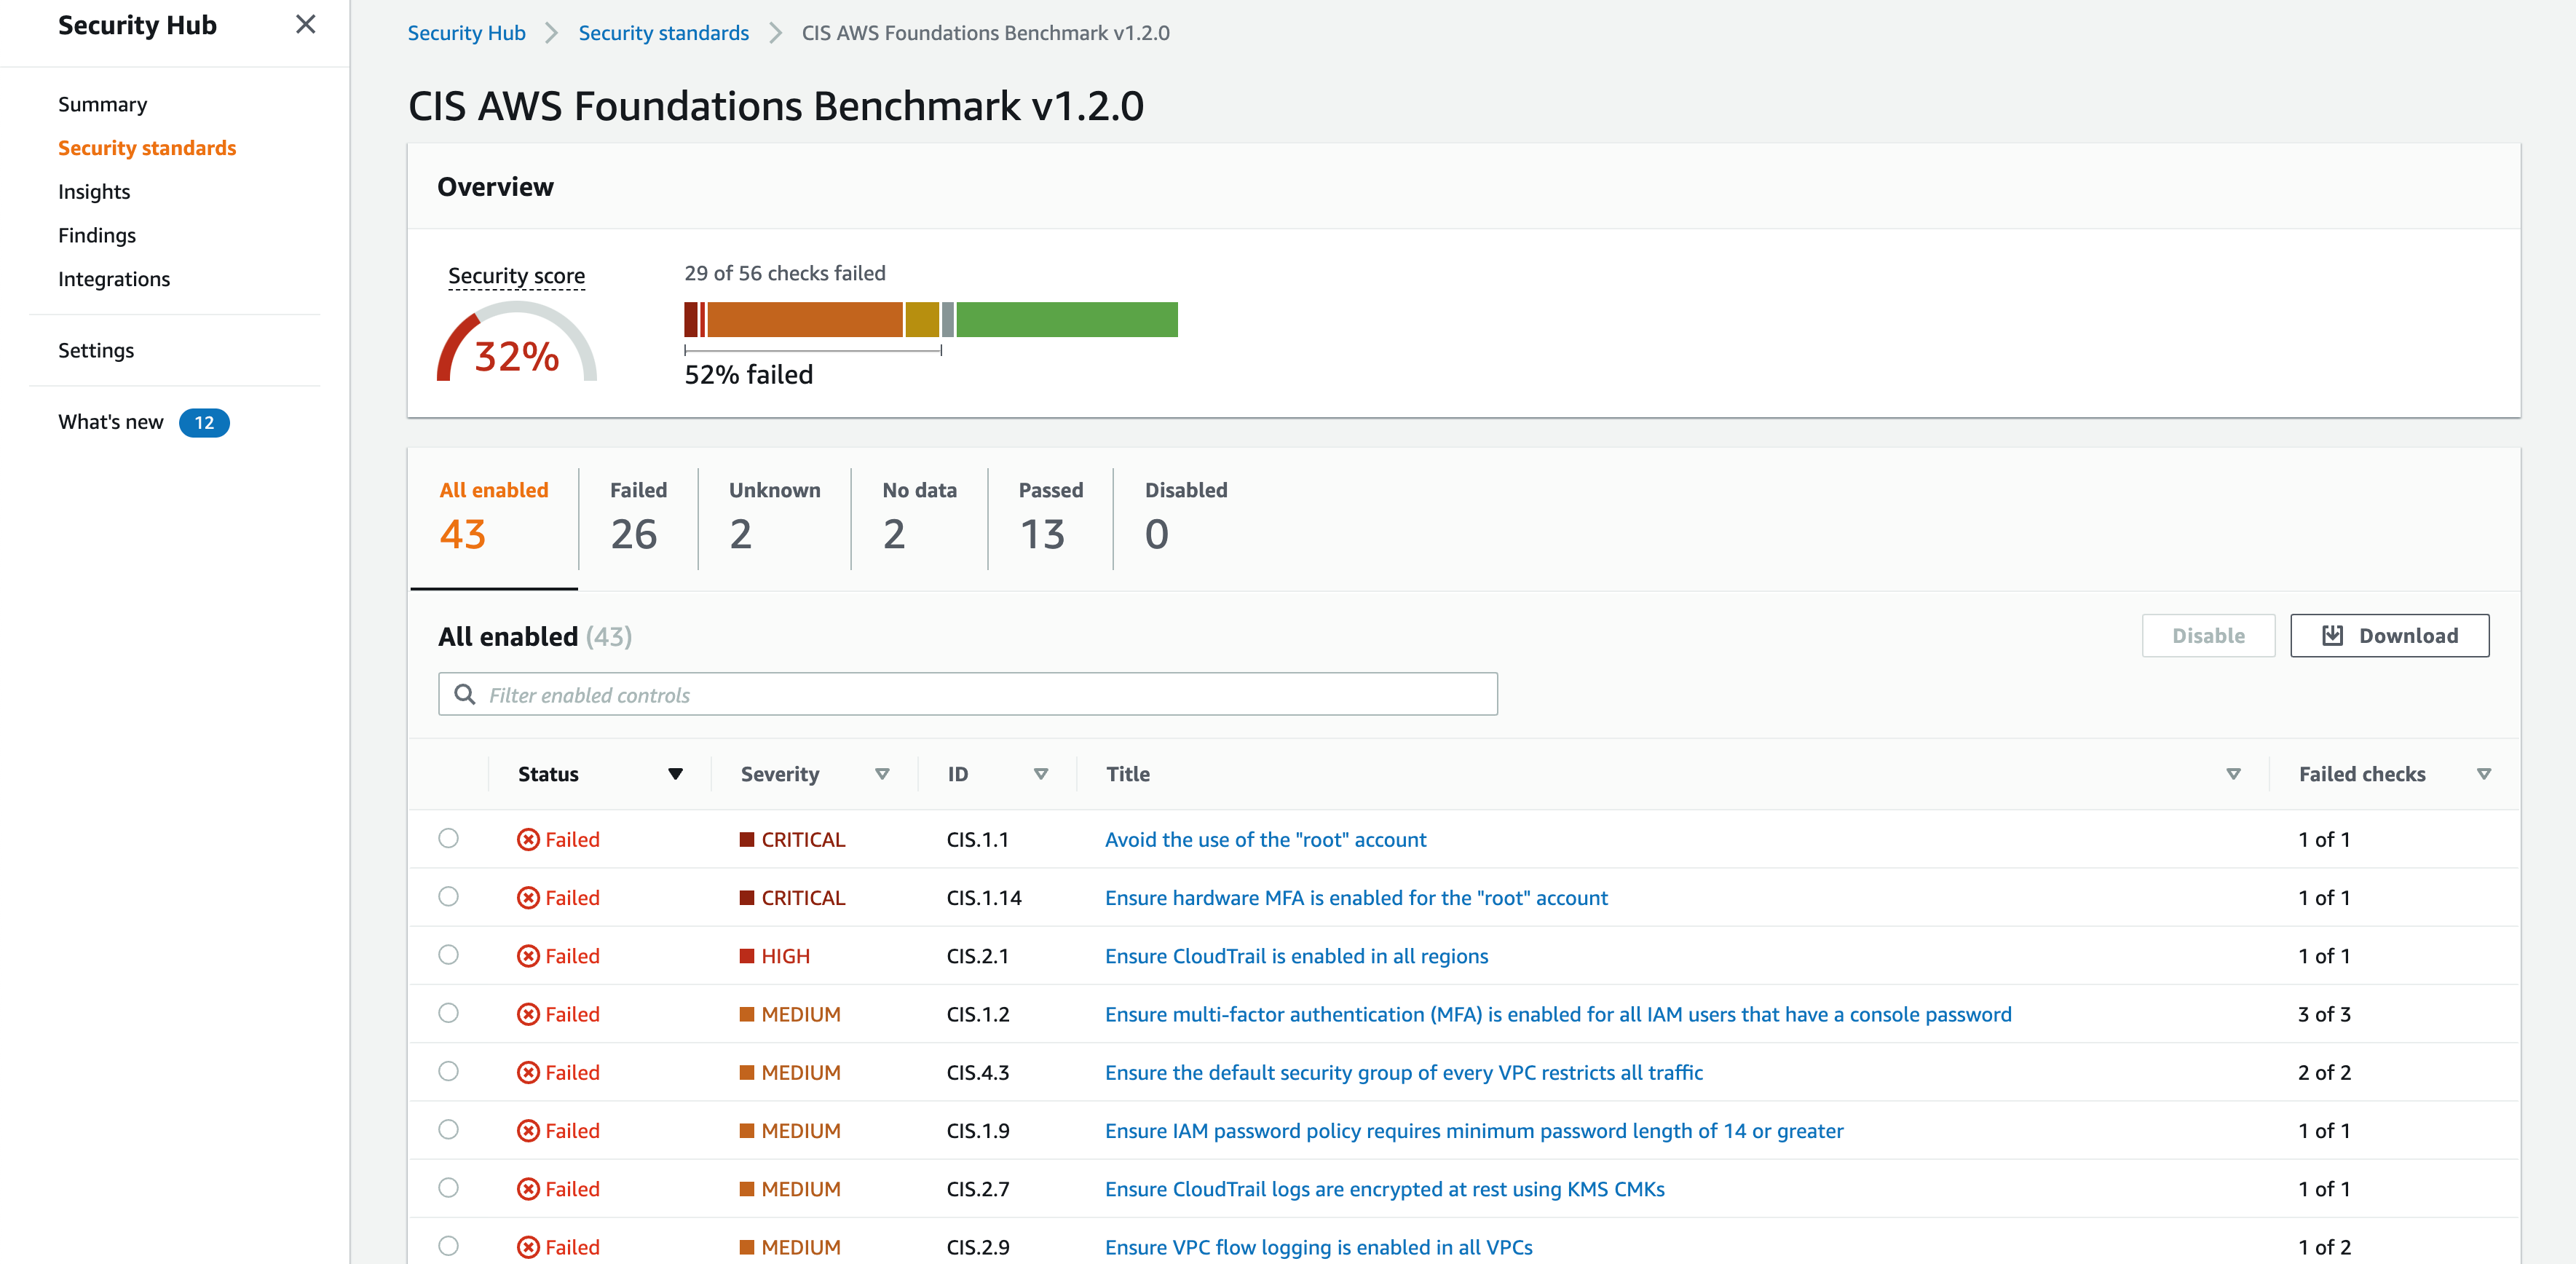 Security Hub
Summary
Security standards
Insights
Findings
Integrations
Settings
What's new 12
Security Hub Security standards CIS AWS Foundations Benchmark v1.2.0
CIS AWS Foundations Benchmark v1.2.0
Overview
Security score
32%
29 of 56 checks failed
52% failed
All enabled Failed Unknown No data Passed Disabled
43 26 2 2 13 0
All enabled (43)
Disable Download
Filter enabled controls
Status Severity ID Title Failed checks
Failed CRITICAL CIS.1.1 Avoid the use of the "root" account 1 of 1
Failed CRITICAL CIS.1.14 Ensure hardware MFA is enabled for the "root" account 1 of 1
Failed HIGH CIS.2.1 Ensure CloudTrail is enabled in all regions 1 of 1
Failed MEDIUM CIS.1.2 Ensure multi-factor authentication (MFA) is enabled for all IAM users that have a console password 3 of 3
Failed MEDIUM CIS.4.3 Ensure the default security group of every VPC restricts all traffic 2 of 2
Failed MEDIUM CIS.1.9 Ensure IAM password policy requires minimum password length of 14 or greater 1 of 1
Failed MEDIUM CIS.2.7 Ensure CloudTrail logs are encrypted at rest using KMS CMKs 1 of 1
Failed MEDIUM CIS.2.9 Ensure VPC flow logging is enabled in all VPCs 1 of 2